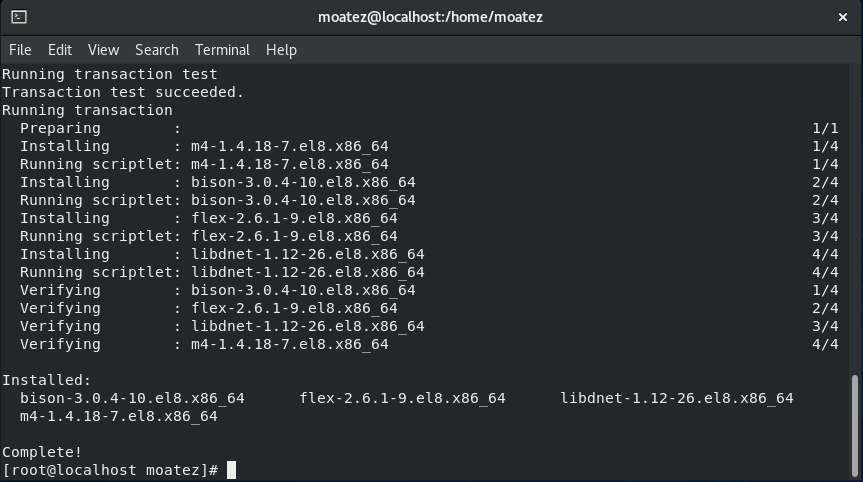 moatez@localhost:/home/moatez
File Edit View Search Terminal Help
Running transaction test
Transaction test succeeded.
Running transaction
  Preparing        :                                                                      1/1
  Installing       : m4-1.4.18-7.el8.x86_64                                               1/4
  Running scriptlet: m4-1.4.18-7.el8.x86_64                                               1/4
  Installing       : bison-3.0.4-10.el8.x86_64                                            2/4
  Running scriptlet: bison-3.0.4-10.el8.x86_64                                            2/4
  Installing       : flex-2.6.1-9.el8.x86_64                                              3/4
  Running scriptlet: flex-2.6.1-9.el8.x86_64                                              3/4
  Installing       : libdnet-1.12-26.el8.x86_64                                           4/4
  Running scriptlet: libdnet-1.12-26.el8.x86_64                                           4/4
  Verifying        : bison-3.0.4-10.el8.x86_64                                            1/4
  Verifying        : flex-2.6.1-9.el8.x86_64                                              2/4
  Verifying        : libdnet-1.12-26.el8.x86_64                                           3/4
  Verifying        : m4-1.4.18-7.el8.x86_64                                               4/4

Installed:
  bison-3.0.4-10.el8.x86_64      flex-2.6.1-9.el8.x86_64      libdnet-1.12-26.el8.x86_64
  m4-1.4.18-7.el8.x86_64

Complete!
[root@localhost moatez]#